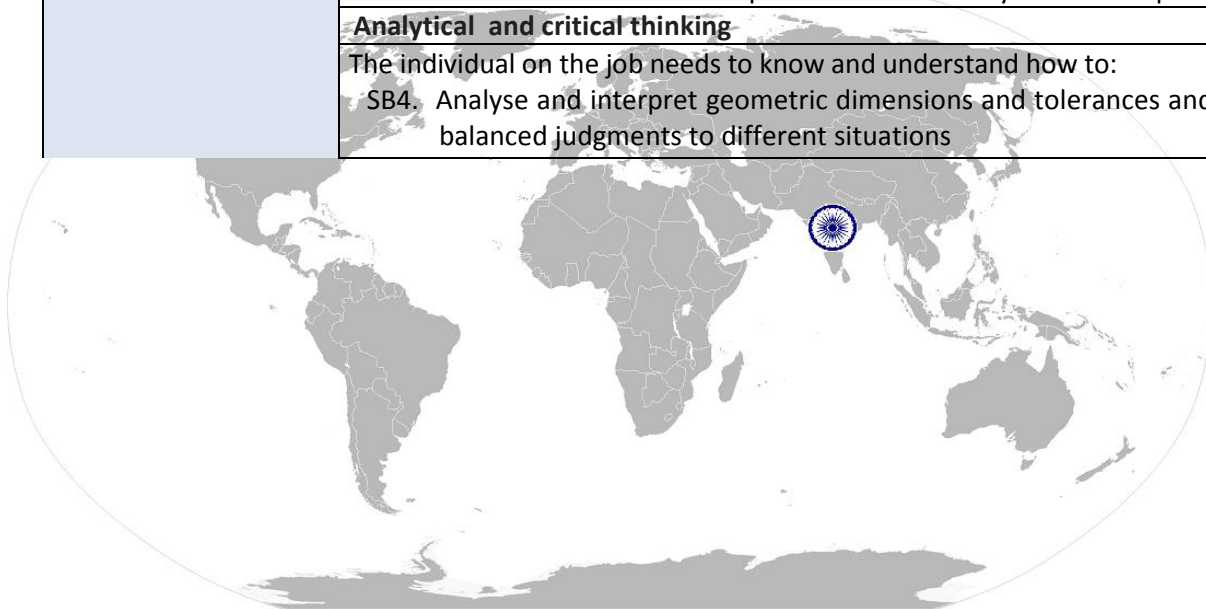 Analytical and critical thinking
The individual on the job needs to know and understand how to:
SB4. Analyse and interpret geometric dimensions and tolerances and
balanced judgments to different situations